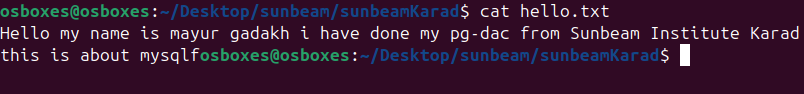 osboxes@osboxes:~/Desktop/sunbeam/sunbeamKarad$ cat hello.txt
Hello my name is mayur gadakh i have done my pg-dac from Sunbeam Institute Karad
this is about mysqlfosboxes@osboxes:~/Desktop/sunbeam/sunbeamKarad$